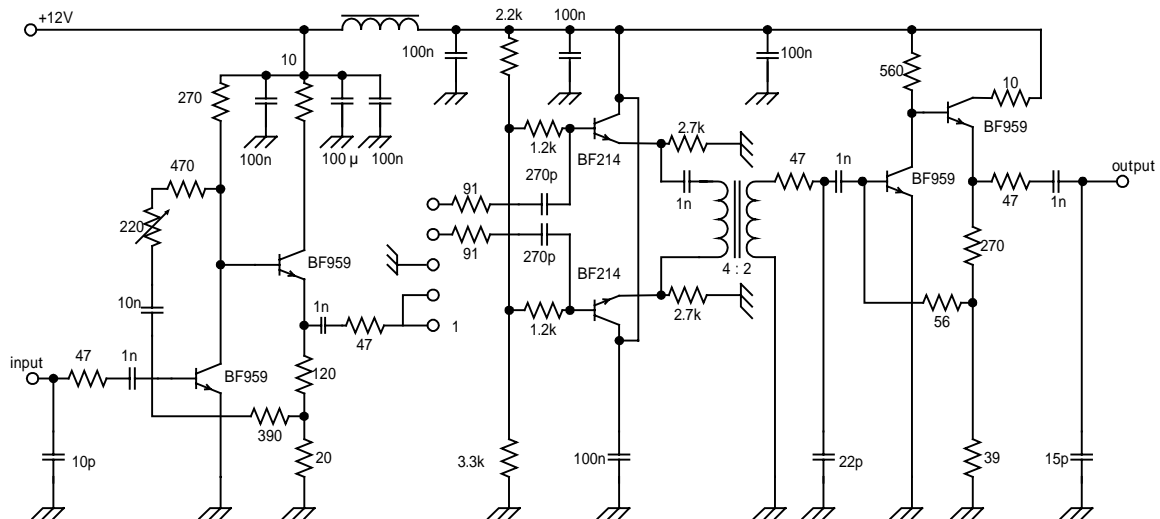 +12V
2.2k
100n
100n
100n
10
270
100n
100 µ
100n
560
10
BF959
1.2k
BF214
2.7k
470
220
91
270p
1n
47
1n
BF959
47
1n
output
91
270p
4 : 2
270
BF959
BF214
10n
1n
47
1
1.2k
2.7k
56
input
47
1n
BF959
120
390
20
10p
3.3k
100n
22p
39
15p